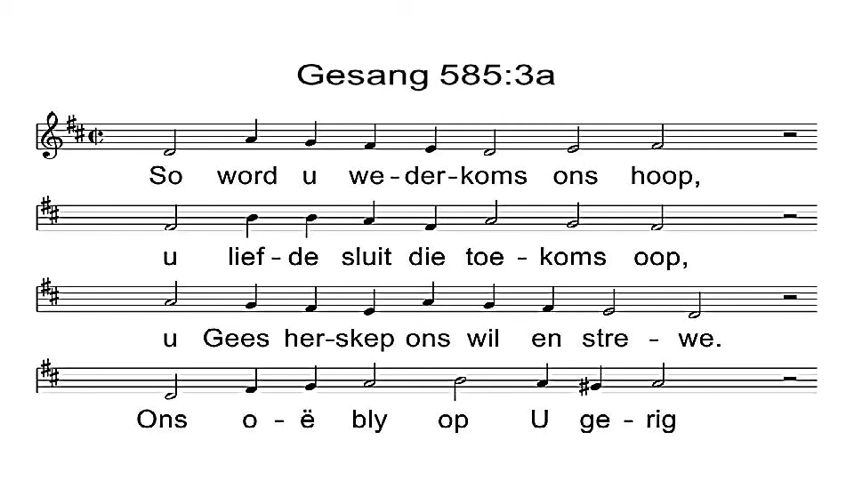 Gesang 585:3a
So word u we-der-koms ons hoop,
u lief-de sluit die toe-koms oop,
u Gees her-skep ons wil en stre-we.
Ons o-ë bly op U ge-rig